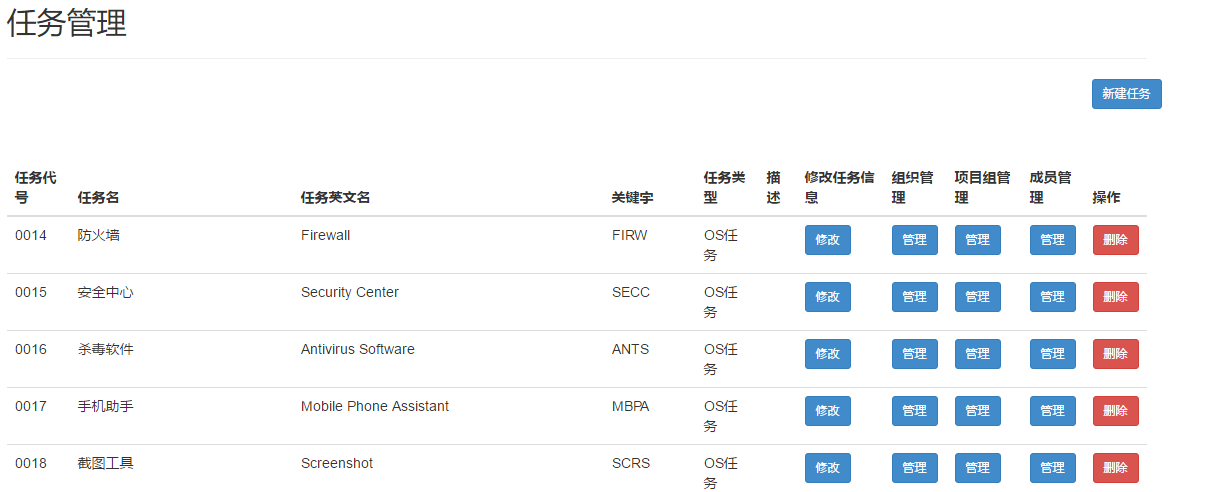 任务管理
新建任务
任务代号 任务名 任务英文名 关键字 任务类型 描述 修改任务信息 组织管理 项目组管理 成员管理 操作
0014 防火墙 Firewall FIRW OS任务 修改 管理 管理 管理 删除
0015 安全中心 Security Center SECC OS任务 修改 管理 管理 管理 删除
0016 杀毒软件 Antivirus Software ANTS OS任务 修改 管理 管理 管理 删除
0017 手机助手 Mobile Phone Assistant MBPA OS任务 修改 管理 管理 管理 删除
0018 截图工具 Screenshot SCRS OS任务 修改 管理 管理 管理 删除